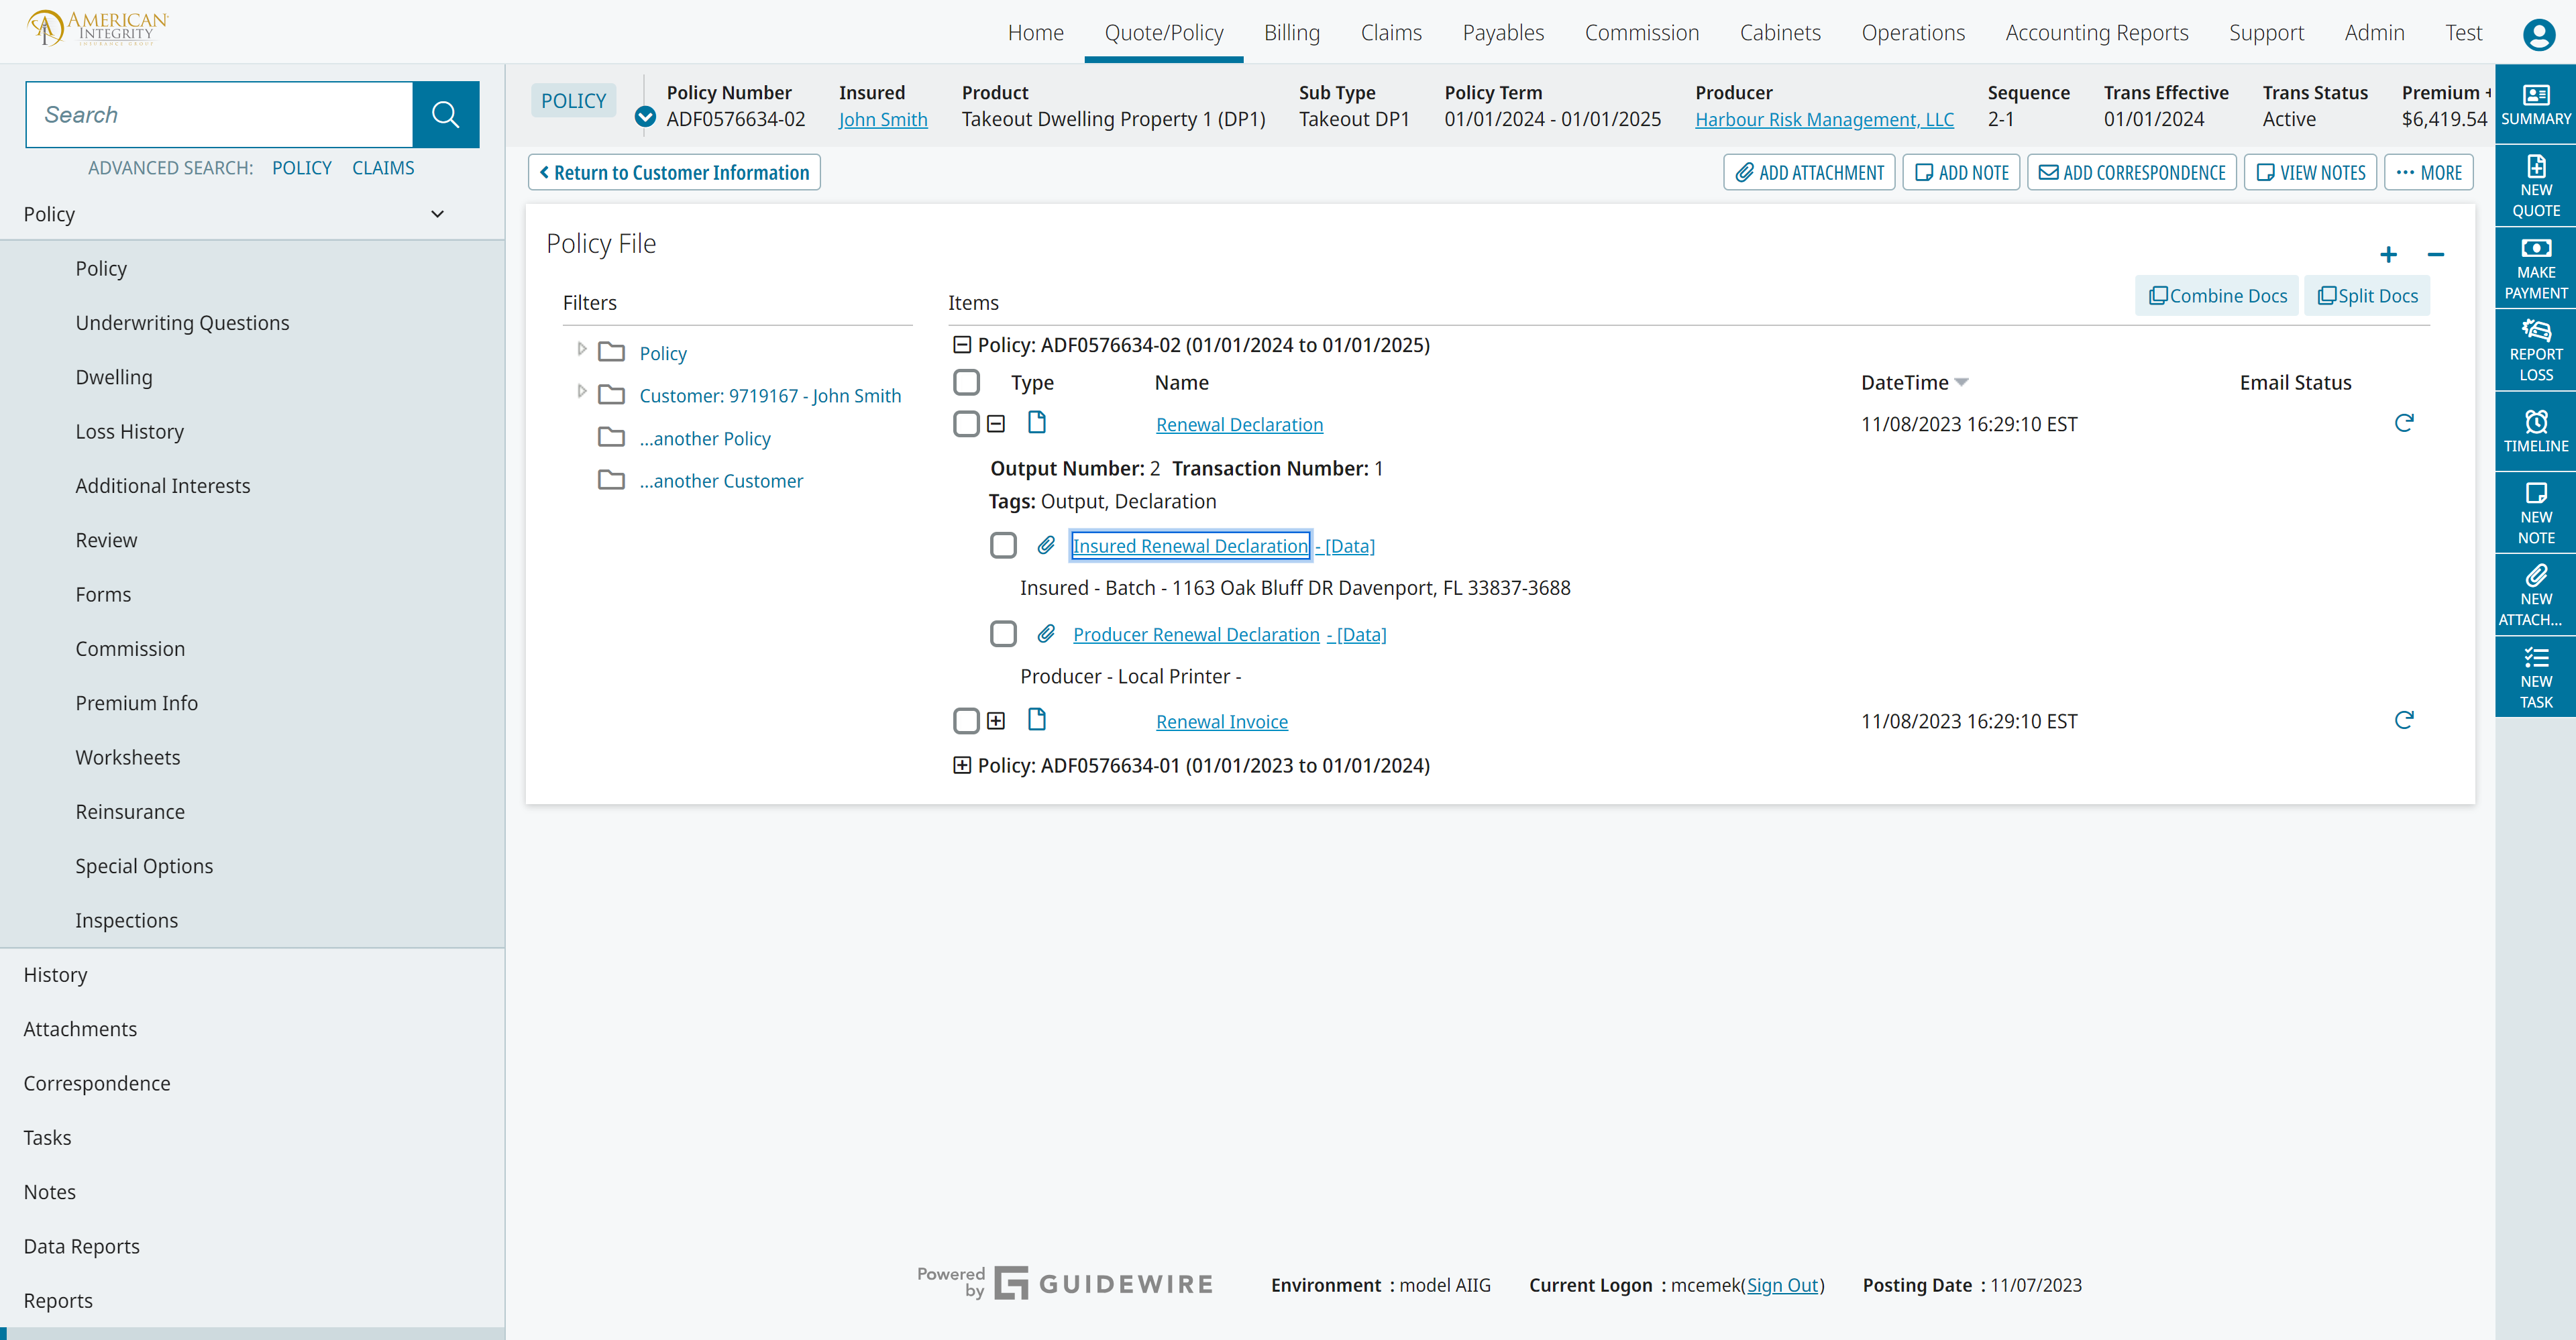 AMERICAN
INTEGRITY
INSURANCE GROUP
Home
Quote/Policy
Billing
Claims
Payables
Commission
Cabinets
Operations
Accounting Reports
Support
Admin
Test
Search
ADVANCED SEARCH: POLICY CLAIMS
Policy
Policy
Underwriting Questions
Dwelling
Loss History
Additional Interests
Review
Forms
Commission
Premium Info
Worksheets
Reinsurance
Special Options
Inspections
History
Attachments
Correspondence
Tasks
Notes
Data Reports
Reports
POLICY
Policy Number
ADF0576634-02
Insured
John Smith
Product
Takeout Dwelling Property 1 (DP1)
Sub Type
Takeout DP1
Policy Term
01/01/2024 - 01/01/2025
Producer
Harbour Risk Management, LLC
Sequence
2-1
Trans Effective
01/01/2024
Trans Status
Active
Premium +
$6,419.54
Return to Customer Information
ADD ATTACHMENT
ADD NOTE
ADD CORRESPONDENCE
VIEW NOTES
MORE
Policy File
Filters
Policy
Customer: 9719167 - John Smith
...another Policy
...another Customer
Items
Combine Docs
Split Docs
Policy: ADF0576634-02 (01/01/2024 to 01/01/2025)
Type Name DateTime Email Status
Renewal Declaration 11/08/2023 16:29:10 EST
Output Number: 2 Transaction Number: 1
Tags: Output, Declaration
Insured Renewal Declaration - [Data]
Insured - Batch - 1163 Oak Bluff DR Davenport, FL 33837-3688
Producer Renewal Declaration - [Data]
Producer - Local Printer -
Renewal Invoice 11/08/2023 16:29:10 EST
Policy: ADF0576634-01 (01/01/2023 to 01/01/2024)
SUMMARY
NEW
QUOTE
MAKE
PAYMENT
REPORT
LOSS
TIMELINE
NEW
NOTE
NEW
ATTACH...
NEW
TASK
Powered
by
GUIDEWIRE
Environment : model AIIG
Current Logon : mcemek(Sign Out)
Posting Date : 11/07/2023